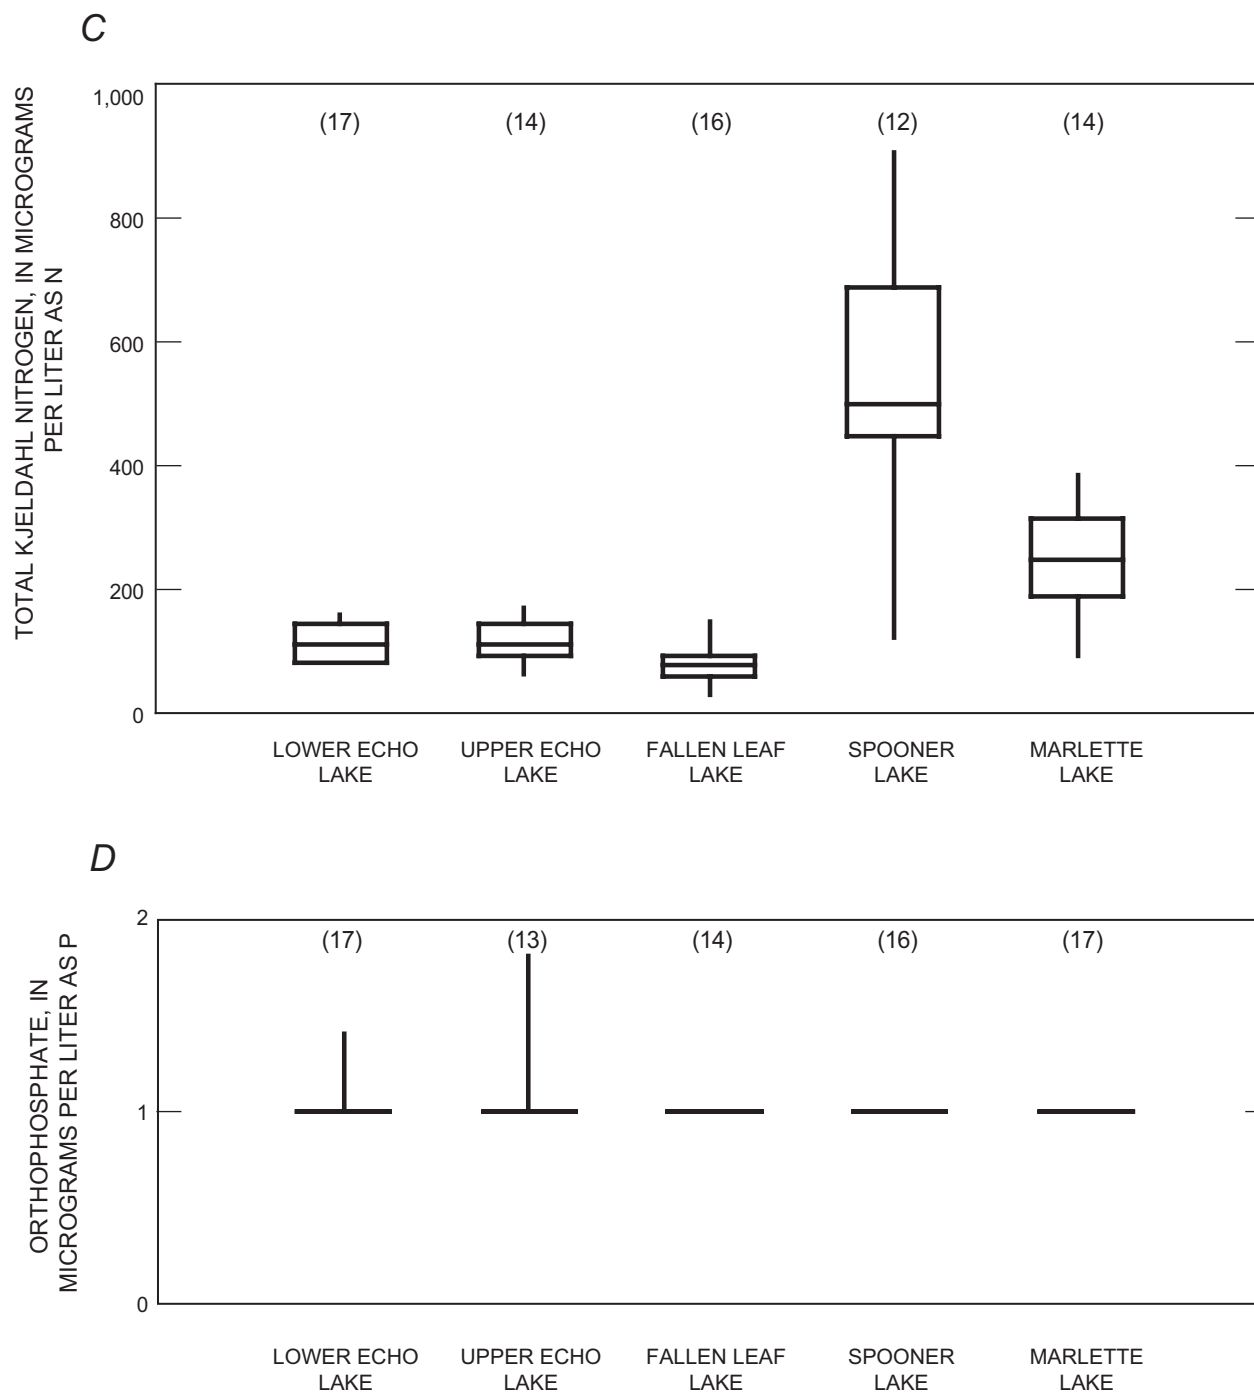 C
TOTAL KJELDAHL NITROGEN, IN MICROGRAMS
PER LITER AS N
1,000
800
600
400
200
0
(17) (14) (16) (12) (14)
LOWER ECHO UPPER ECHO FALLEN LEAF SPOONER MARLETTE
LAKE LAKE LAKE LAKE LAKE
D
ORTHOPHOSPHATE, IN
MICROGRAMS PER LITER AS P
2
1
0
(17) (13) (14) (16) (17)
LOWER ECHO UPPER ECHO FALLEN LEAF SPOONER MARLETTE
LAKE LAKE LAKE LAKE LAKE